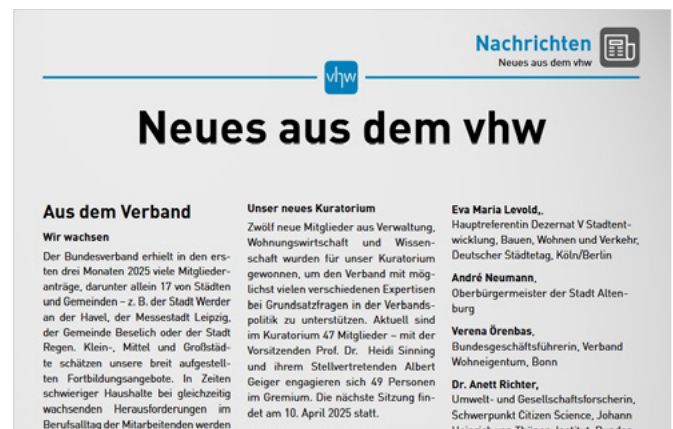 Nachrichten
Neues aus dem vhw
vhw
Neues aus dem vhw
Aus dem Verband
Wir wachsen
Der Bundesverband erhielt in den ers-
ten drei Monaten 2025 viele Mitglieder-
anträge, darunter allein 17 von Städten
und Gemeinden – z. B. der Stadt Werder
an der Havel, der Messestadt Leipzig,
der Gemeinde Beselich oder der Stadt
Regen. Klein-, Mittel und Großstäd-
te schätzen unsere breit aufgestell-
ten Fortbildungsangebote. In Zeiten
schwieriger Haushalte bei gleichzeitig
wachsenden Herausforderungen im
Berufsalltag der Mitarbeitenden werden
Unser neues Kuratorium
Zwölf neue Mitglieder aus Verwaltung,
Wohnungswirtschaft und Wissen-
schaft wurden für unser Kuratorium
gewonnen, um den Verband mit mög-
lichst vielen verschiedenen Expertisen
bei Grundsatzfragen in der Verbands-
politik zu unterstützen. Aktuell sind
im Kuratorium 47 Mitglieder – mit der
Vorsitzenden Prof. Dr. Heidi Sinning
und ihrem Stellvertretenden Albert
Geiger engagieren sich 49 Personen
im Gremium. Die nächste Sitzung fin-
det am 10. April 2025 statt.
Eva Maria Levold,,
Hauptreferentin Dezernat V Stadtent-
wicklung, Bauen, Wohnen und Verkehr,
Deutscher Städtetag, Köln/Berlin
André Neumann,
Oberbürgermeister der Stadt Alten-
burg
Verena Örenbas,
Bundesgeschäftsführerin, Verband
Wohneigentum, Bonn
Dr. Anett Richter,
Umwelt- und Gesellschaftsforscherin,
Schwerpunkt Citizen Science, Johann